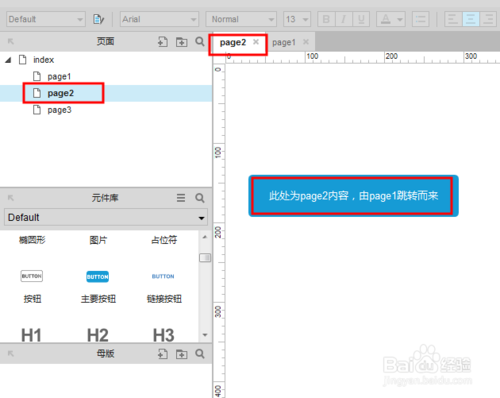 Default Arial Normal 13 B I U A
页面
page2 page1
0 100 200 300
index
page1
page2
page3
0
100
此处为page2内容，由page1跳转而来
元件库
200
Default
椭圆形 图片 占位符
BUTTON BUTTON BUTTON
按钮 主要按钮 链接按钮
300
H1 H2 H3
母版
400
Baidu 经验
jingyan.baidu.com